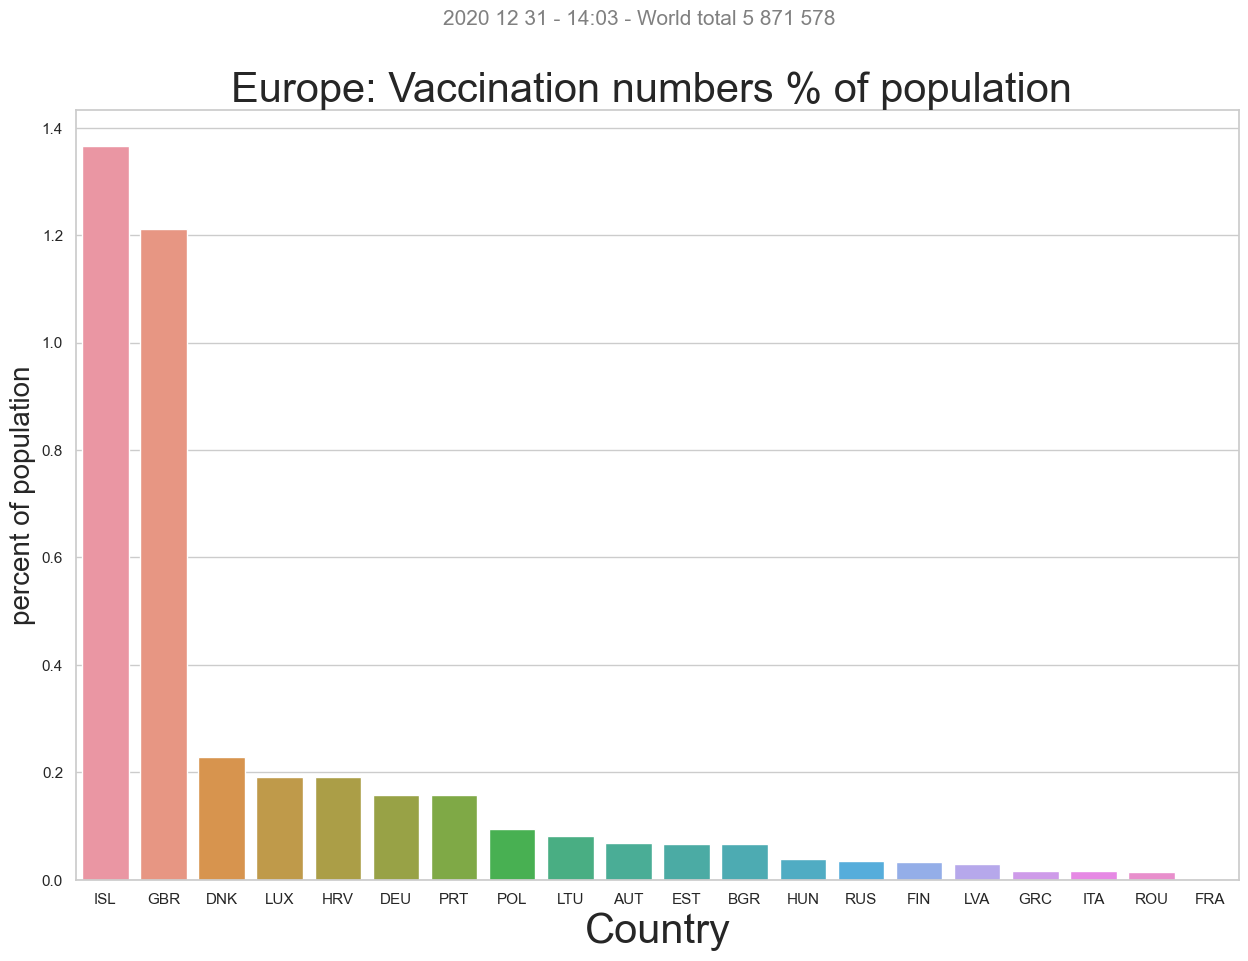 2020 12 31 - 14:03 - World total 5 871 578
Europe: Vaccination numbers % of population
percent of population
1.4
1.2
1.0
0.8
0.6
0.4
0.2
0.0
ISL GBR DNK LUX HRV DEU PRT POL LTU AUT EST BGR HUN RUS FIN LVA GRC ITA ROU FRA
Country